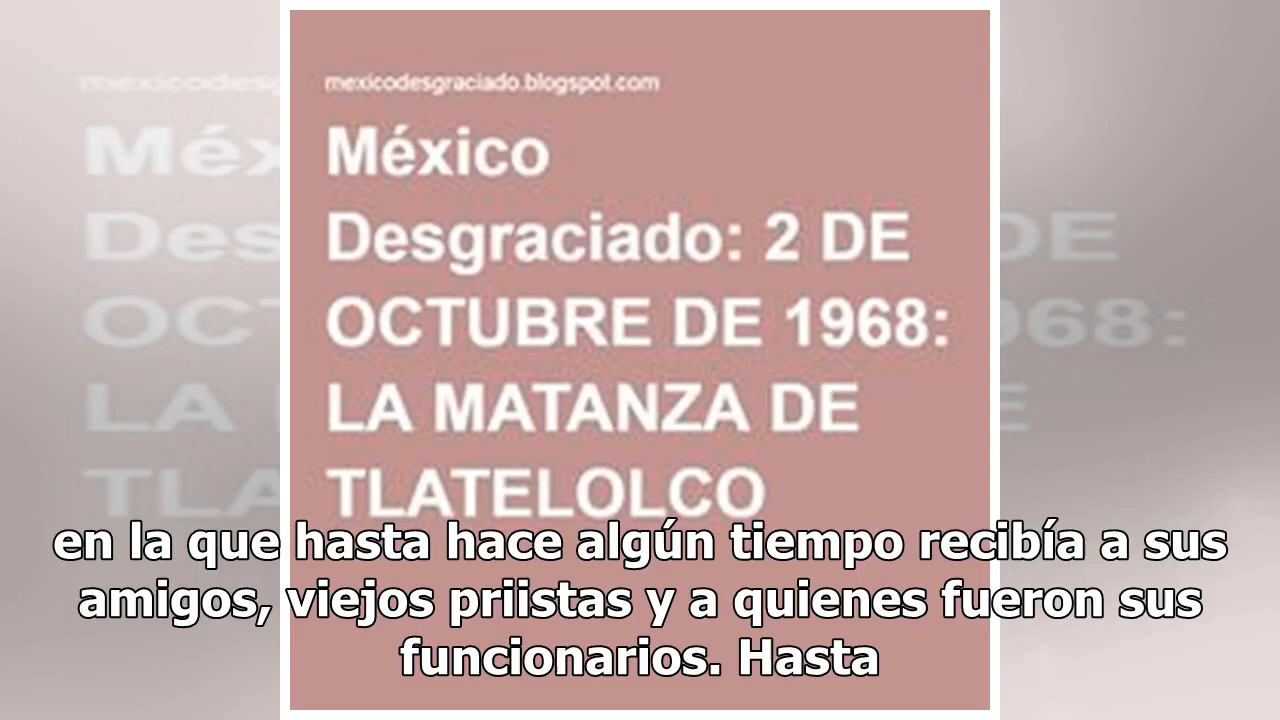 mexicodesgraciado.blogspot.com
México
Desgraciado: 2 DE
OCTUBRE DE 1968:
LA MATANZA DE
TLATELOLCO
en la que hasta hace algún tiempo recibía a sus
amigos, viejos priistas y a quienes fueron sus
funcionarios. Hasta